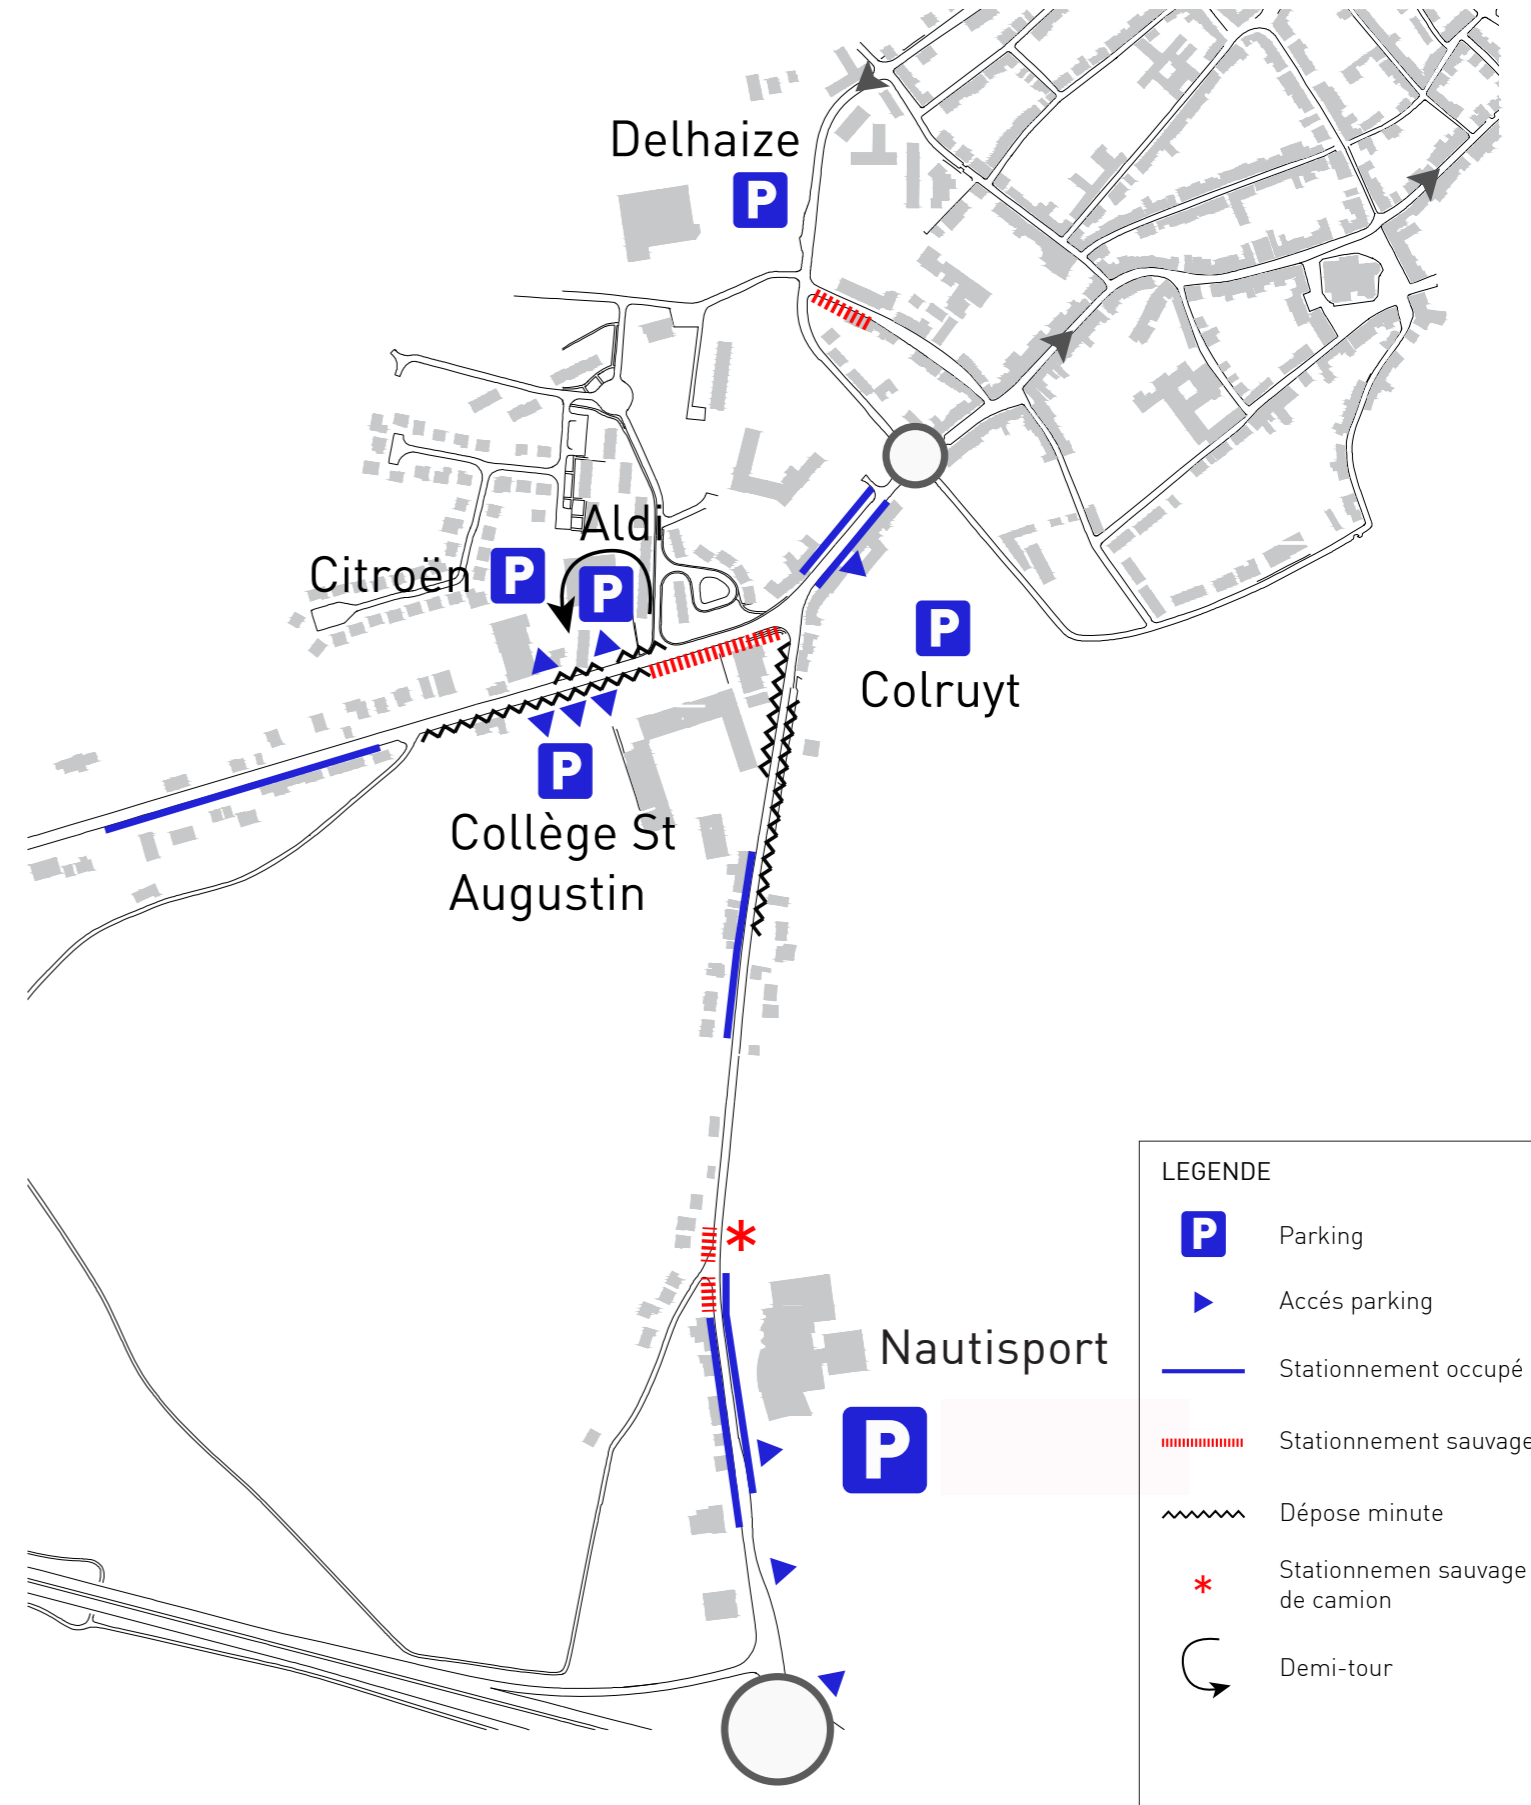 Delhaize
P
Aldi
Citroën
P
P
P
Colruyt
P
Collège St
Augustin
Nautisport
P
LEGENDE
P
Parking
Accés parking
Stationnement occupé
Stationnement sauvage
Dépose minute
*
Stationnemen sauvage
de camion
Demi-tour